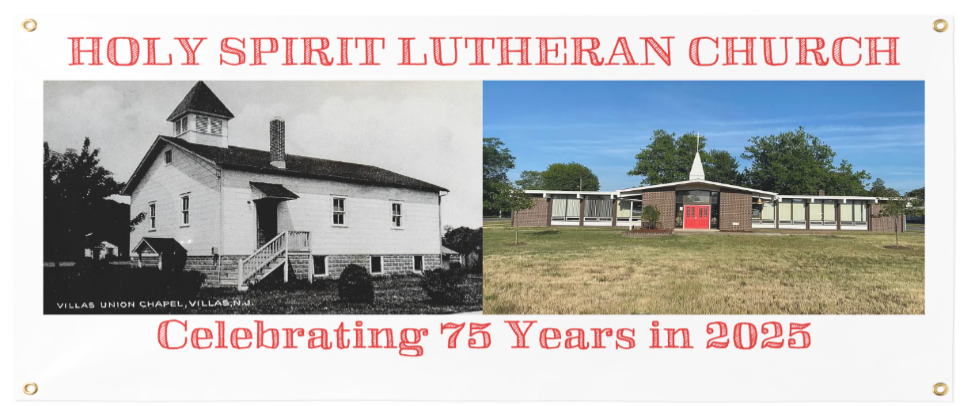 HOLY SPIRIT LUTHERAN CHURCH
VILLAS UNION CHAPEL, VILLAS, N.J.
Celebrating 75 Years in 2025